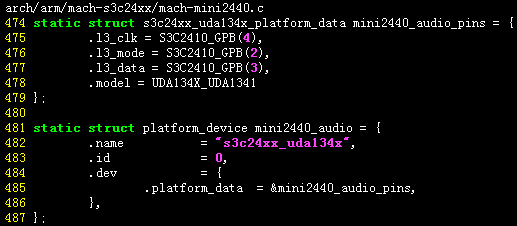 arch/arm/mach-s3c24xx/mach-mini2440.c
474 static struct s3c24xx_uda134x_platform_data mini2440_audio_pins = {
475         .l3_clk = S3C2410_GPB(4),
476         .l3_mode = S3C2410_GPB(2),
477         .l3_data = S3C2410_GPB(3),
478         .model = UDA134X_UDA1341
479 };
480
481 static struct platform_device mini2440_audio = {
482         .name           = "s3c24xx_uda134x",
483         .id             = 0,
484         .dev            = {
485                 .platform_data  = &mini2440_audio_pins,
486         },
487 };